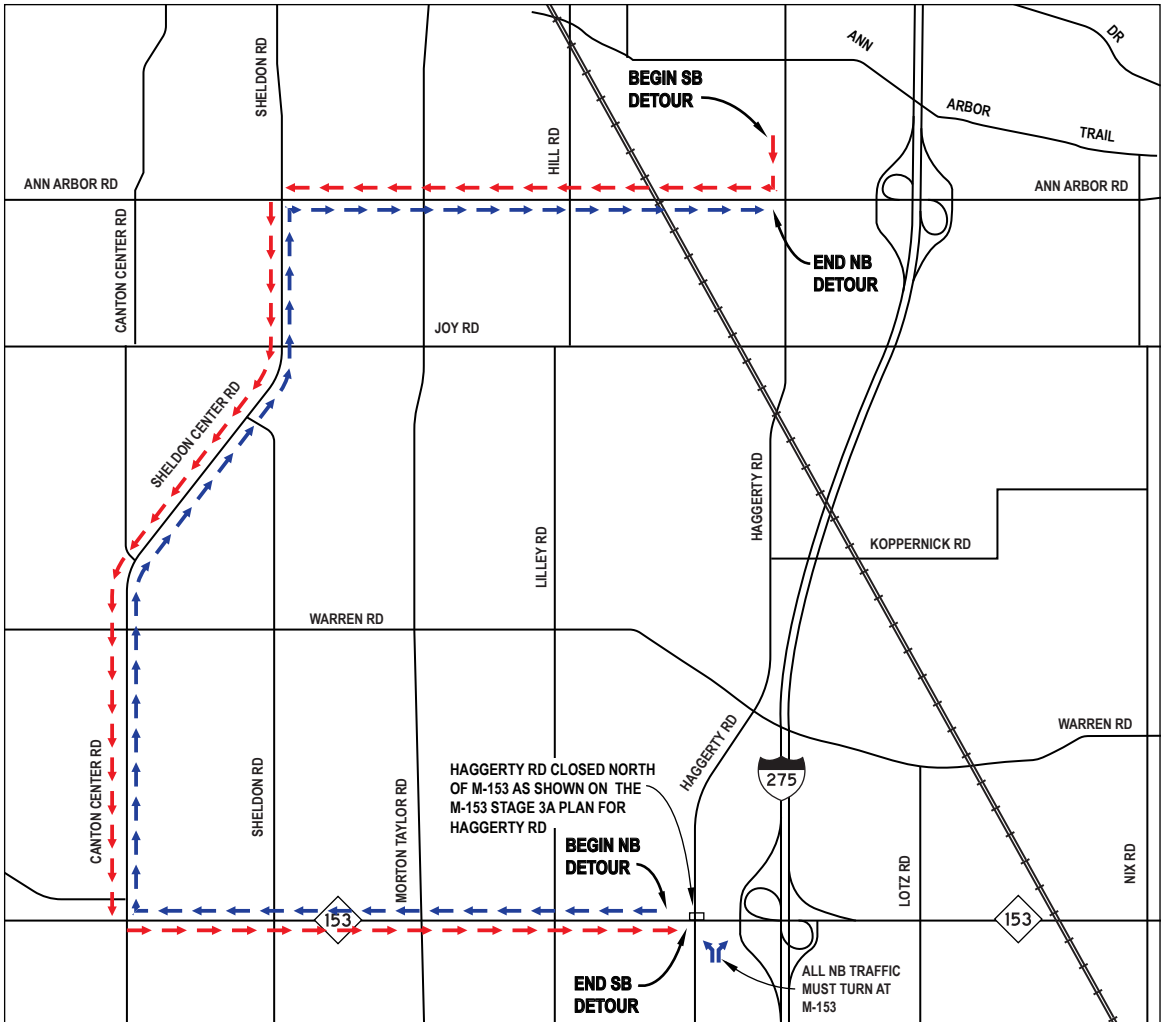 SHELDON RD
ANN
DR
BEGIN SB
DETOUR
ARBOR
TRAIL
HILL RD
ANN ARBOR RD
ANN ARBOR RD
CANTON CENTER RD
END NB
DETOUR
JOY RD
SHELDON CENTER RD
HAGGERTY RD
KOPPERNICK RD
LILLEY RD
WARREN RD
HAGGERTY RD
WARREN RD
CANTON CENTER RD
SHELDON RD
MORTON TAYLOR RD
HAGGERTY RD CLOSED NORTH
OF M-153 AS SHOWN ON THE
M-153 STAGE 3A PLAN FOR
HAGGERTY RD
275
BEGIN NB
DETOUR
LOTZ RD
NIX RD
153
153
END SB
DETOUR
ALL NB TRAFFIC
MUST TURN AT
M-153